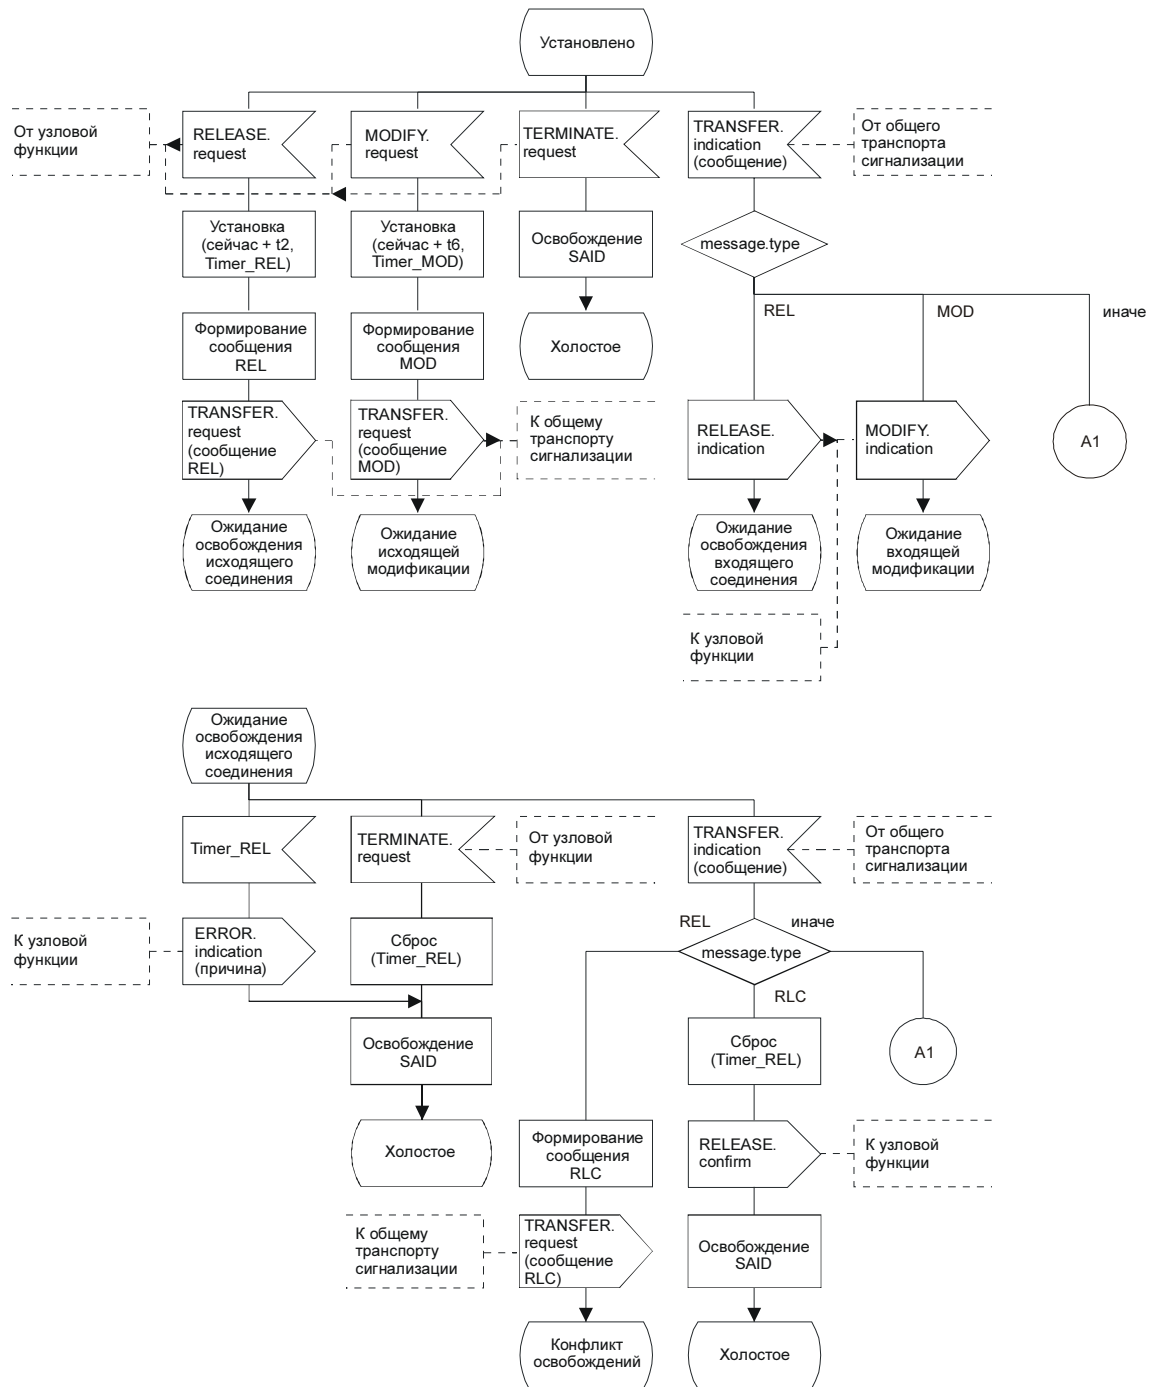 Установлено
От узловой
функции
RELEASE.
request
MODIFY.
request
TERMINATE.
request
TRANSFER.
indication
(сообщение)
От общего
транспорта
сигнализации
Установка
(сейчас + t2,
Timer_REL)
Установка
(сейчас + t6,
Timer_MOD)
Освобождение
SAID
message.type
REL
MOD
иначе
Формирование
сообщения
REL
Формирование
сообщения
MOD
Холостое
TRANSFER.
request
(сообщение
REL)
TRANSFER.
request
(сообщение
MOD)
К общему
транспорту
сигнализации
RELEASE.
indication
MODIFY.
indication
A1
Ожидание
освобождения
исходящего
соединения
Ожидание
исходящей
модификации
Ожидание
освобождения
входящего
соединения
Ожидание
входящей
модификации
К узловой
функции
Ожидание
освобождения
исходящего
соединения
Timer_REL
TERMINATE.
request
От узловой
функции
TRANSFER.
indication
(сообщение)
От общего
транспорта
сигнализации
К узловой
функции
ERROR.
indication
(причина)
Сброс
(Timer_REL)
REL
иначе
message.type
RLC
Освобождение
SAID
Сброс
(Timer_REL)
A1
Холостое
Формирование
сообщения
RLC
RELEASE.
confirm
К узловой
функции
К общему
транспорту
сигнализации
TRANSFER.
request
(сообщение
RLC)
Освобождение
SAID
Конфликт
освобождений
Холостое